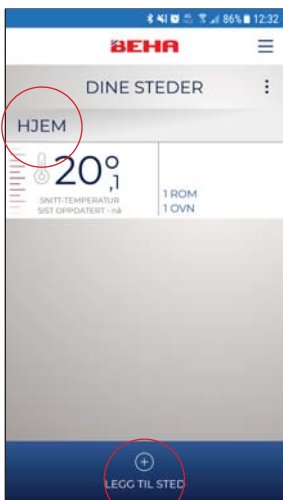 86% 12:32
BEHA
DINE STEDER
HJEM
20°,1
SNITT-TEMPERATUR
SIST OPPDATERT - nå
1 ROM
1 OVN
LEGG TIL STED